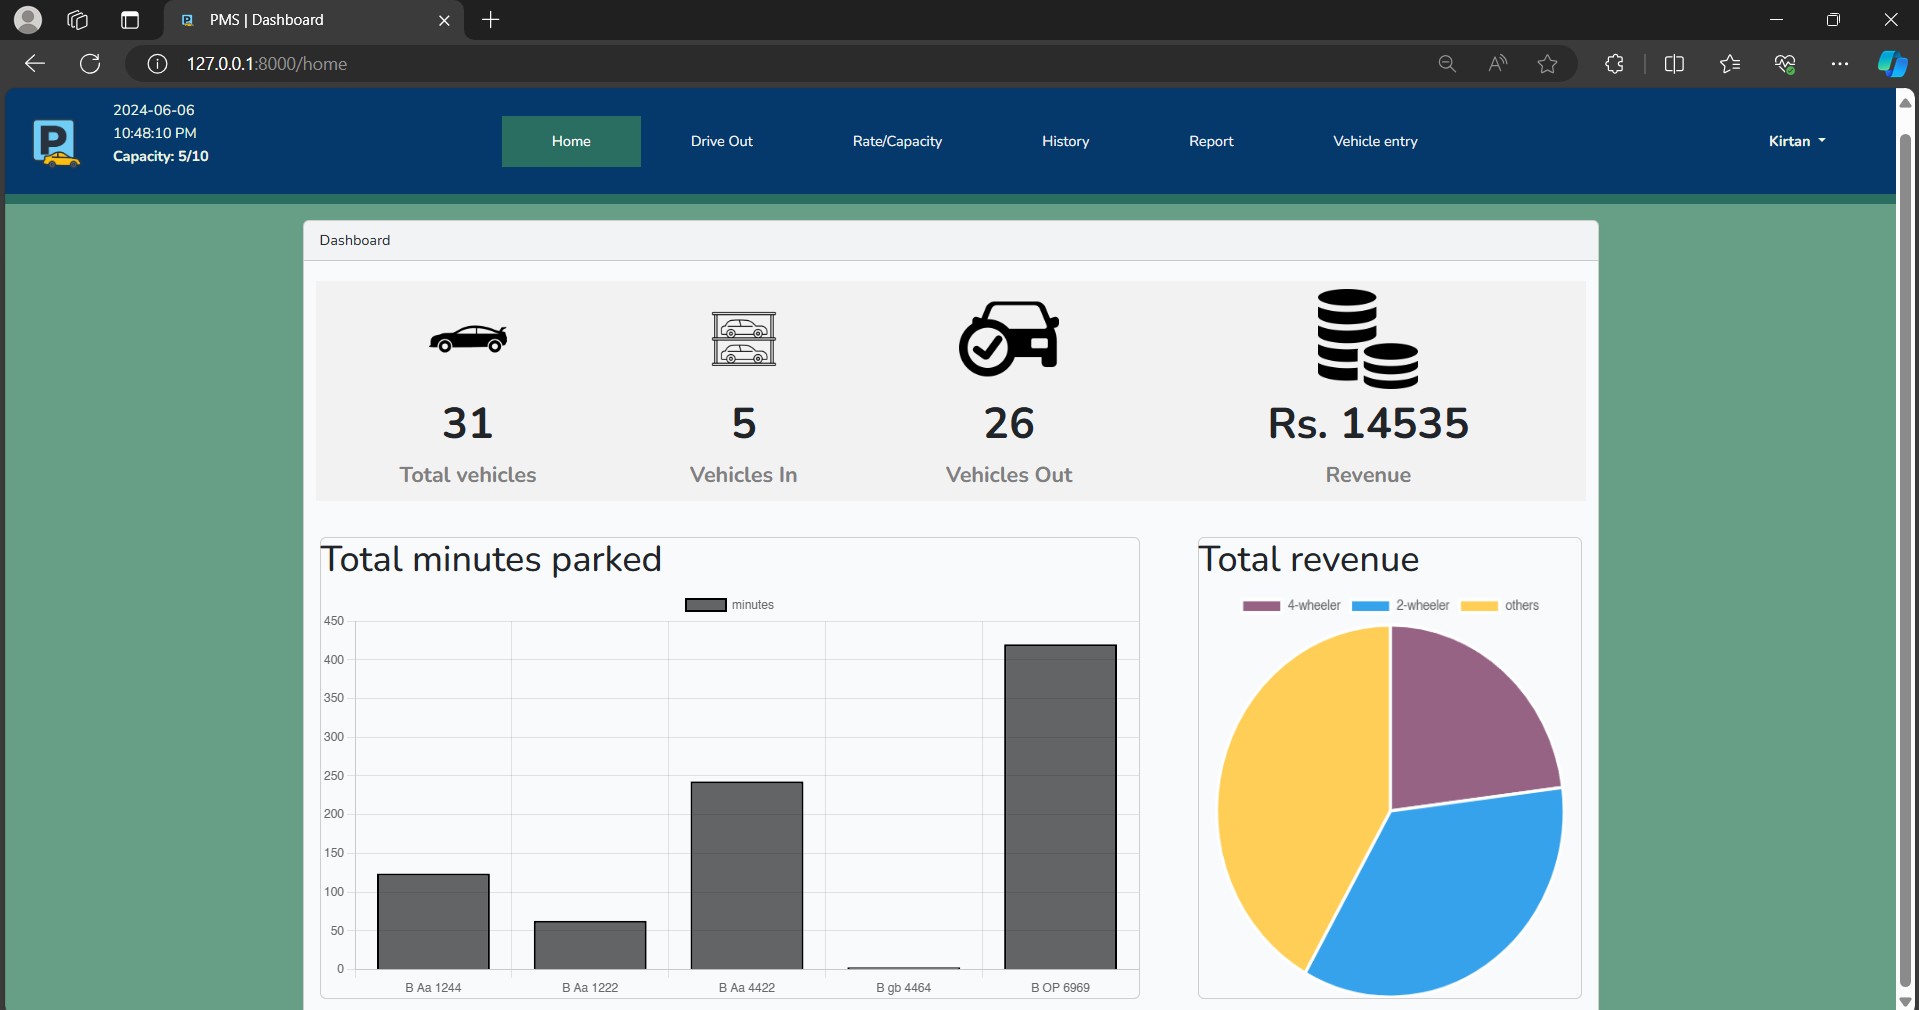 PMS | Dashboard
127.0.0.1:8000/home
P
2024-06-06
10:48:10 PM
Capacity: 5/10
Home Drive Out Rate/Capacity History Report Vehicle entry Kirtan
Dashboard
31 5 26 Rs. 14535
Total vehicles Vehicles In Vehicles Out Revenue
Total minutes parked
minutes
450
400
350
300
250
200
150
100
50
0
B Aa 1244 B Aa 1222 B Aa 4422 B gb 4464 B OP 6969
Total revenue
4-wheeler 2-wheeler others